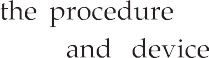 the procedure
and device